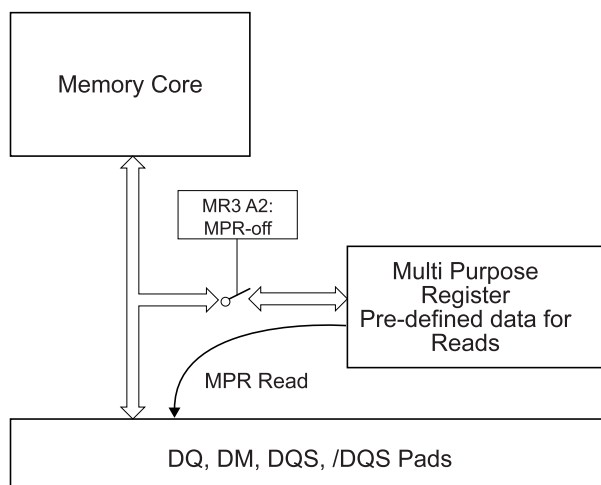 Memory Core
MR3 A2:
MPR-off
Multi Purpose
Register
Pre-defined data for
Reads
MPR Read
DQ, DM, DQS, /DQS Pads